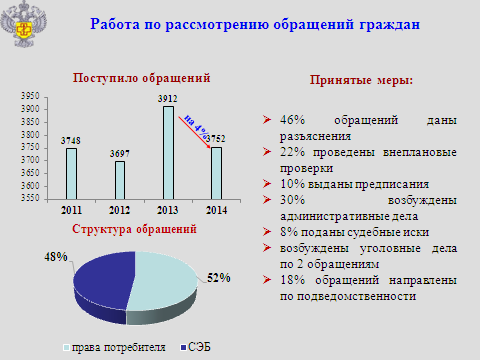 Работа по рассмотрению обращений граждан
Поступило обращений
3950
3900
3850
3800
3750
3700
3650
3600
3550
3748
3697
3912
3752
на 4%
2011 2012 2013 2014
Структура обращений
48%
52%
права потребителя СЭБ
Принятые меры:
46% обращений даны
разъяснения
22% проведены внеплановые
проверки
10% выданы предписания
30% возбуждены
административные дела
8% поданы судебные иски
возбуждены уголовные дела
по 2 обращениям
18% обращений направлены
по подведомственности